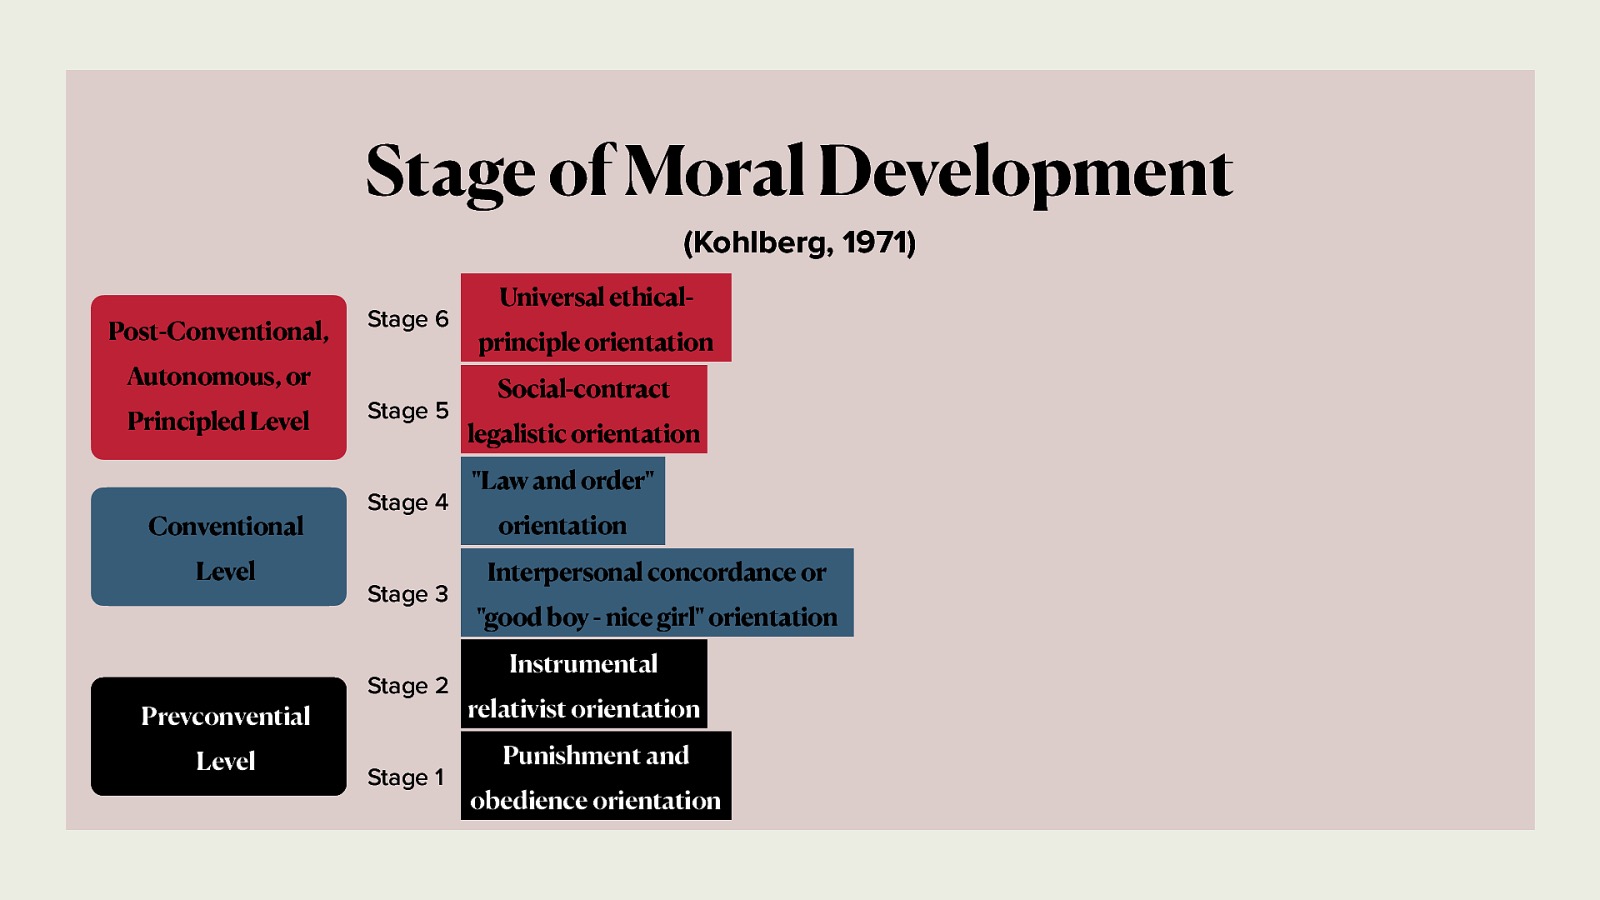 Stage of Moral Development
(Kohlberg, 1971)
Post-Conventional,
Autonomous, or
Principled Level
Stage 6
Universal ethical-
principle orientation
Stage 5
Social-contract
legalistic orientation
Conventional
Level
Stage 4
"Law and order"
orientation
Stage 3
Interpersonal concordance or
"good boy - nice girl" orientation
Prevconvential
Level
Stage 2
Instrumental
relativist orientation
Stage 1
Punishment and
obedience orientation